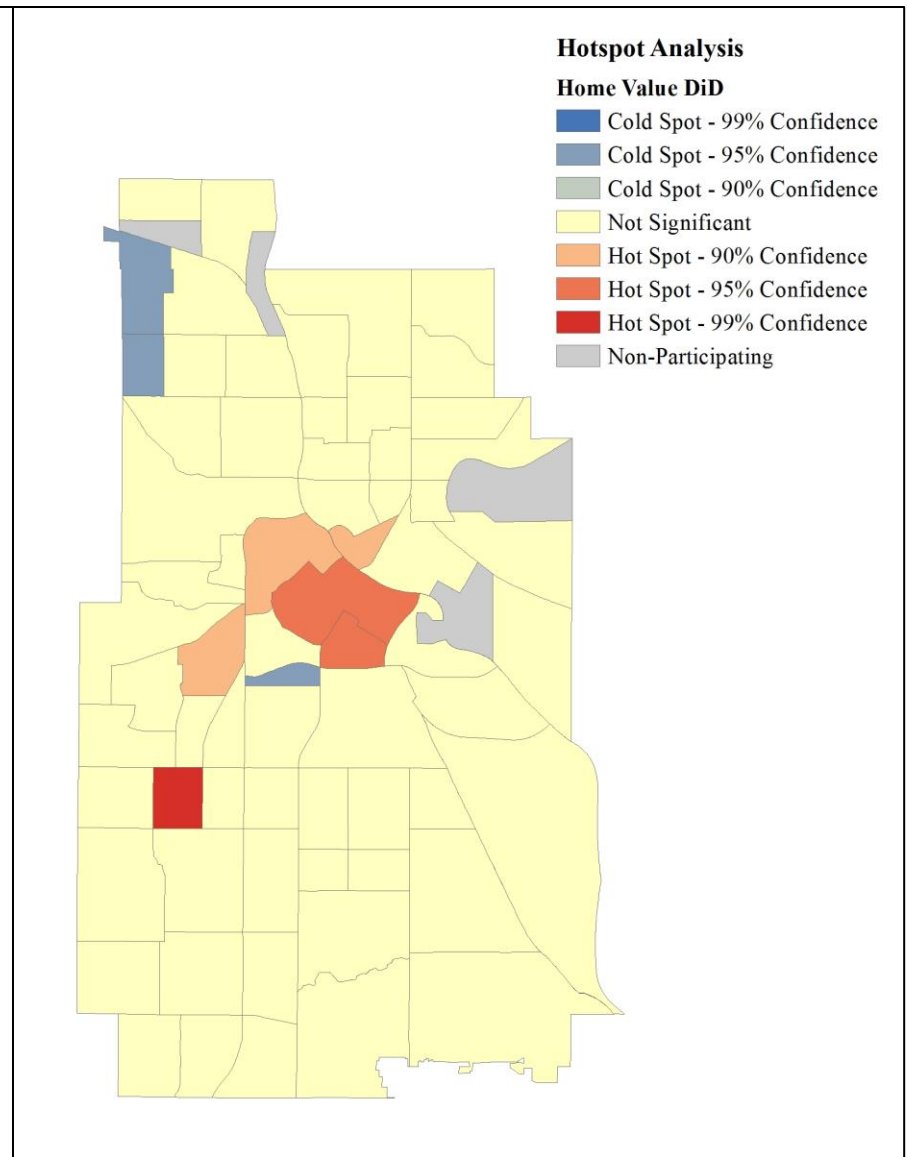 Hotspot Analysis
Home Value DiD
Cold Spot - 99% Confidence
Cold Spot - 95% Confidence
Cold Spot - 90% Confidence
Not Significant
Hot Spot - 90% Confidence
Hot Spot - 95% Confidence
Hot Spot - 99% Confidence
Non-Participating